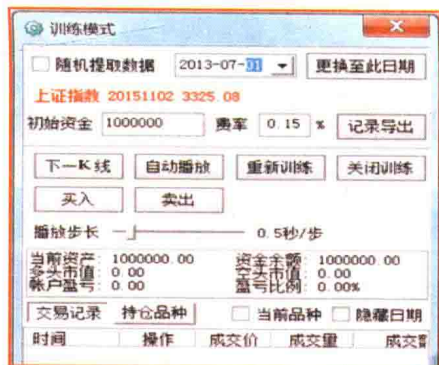 训练模式
随机提取数据 2013-07-01 更换至此日期
上证指数 20151102 3325.08
初始资金 1000000 费率 0.15 % 记录导出
下一K线 自动播放 重新训练 关闭训练
买入 卖出
播放步长 0.5秒/步
当前资产: 1000000.00 资金余额: 1000000.00
多头市值: 0.00 空头市值: 0.00
帐户盈亏: 0.00 盈亏比例: 0.00%
交易记录 持仓品种 当前品种 隐藏日期
时间 操作 成交价 成交量